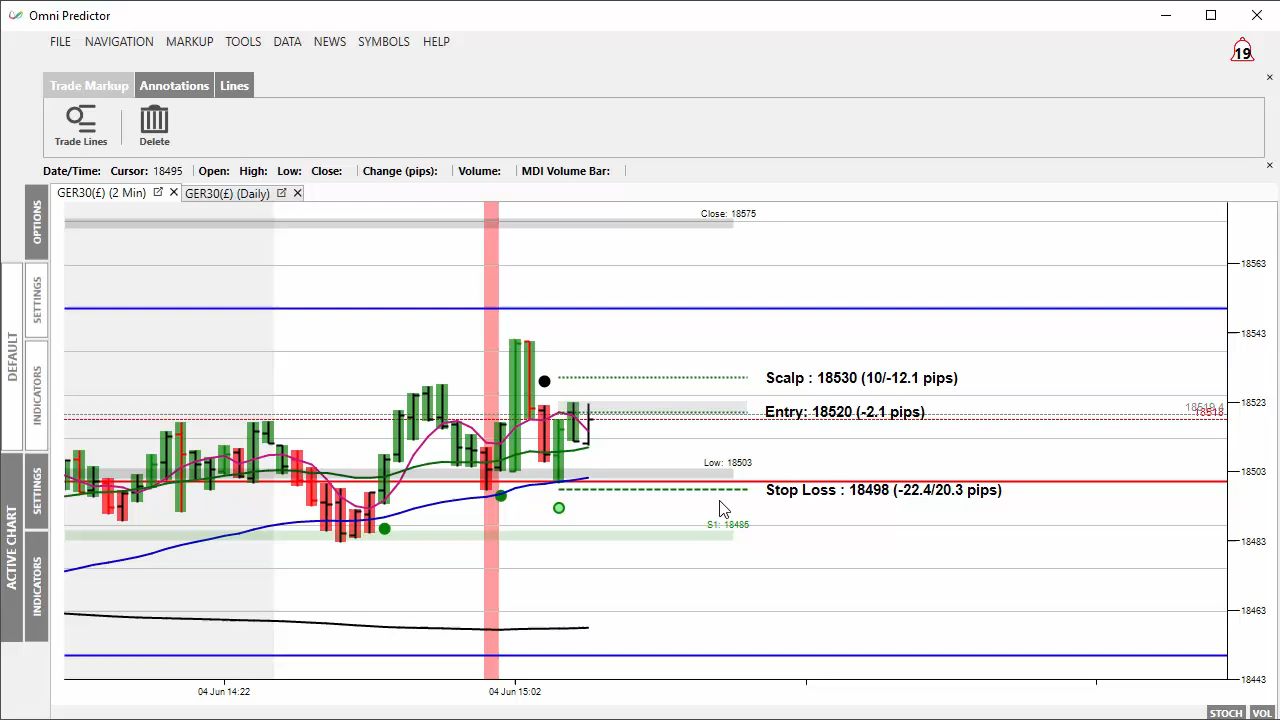 Omni Predictor
FILE NAVIGATION MARKUP TOOLS DATA NEWS SYMBOLS HELP
19
Trade Markup Annotations Lines
Trade Lines Delete
Date/Time: Cursor: 18495 Open: High: Low: Close: Change (pips): Volume: MDI Volume Bar:
GER30(£) (2 Min) GER30(£) (Daily)
OPTIONS
SETTINGS
DEFAULT
INDICATORS
SETTINGS
ACTIVE CHART
INDICATORS
Close: 18575
18563
18543
Scalp : 18530 (10/-12.1 pips)
18523
Entry: 18520 (-2.1 pips)
18519.4
18518
Low: 18503
18503
Stop Loss : 18498 (-22.4/20.3 pips)
S1: 18485
18483
18463
18443
04 Jun 14:22 04 Jun 15:02
STOCH VOL